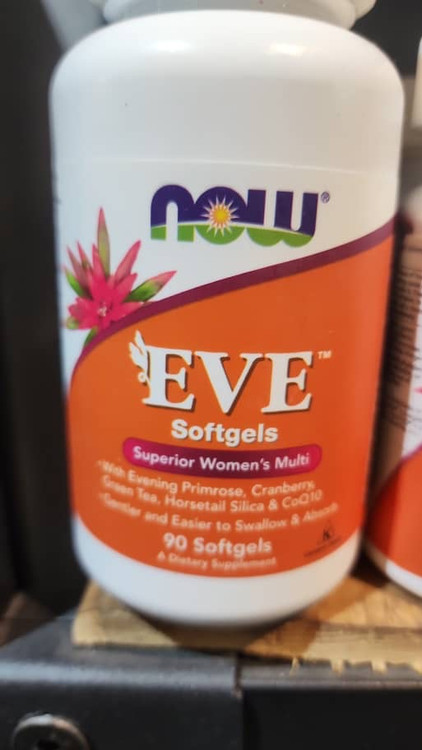 NOW®
EVE™
Softgels
Superior Women's Multi
•With Evening Primrose, Cranberry,
Green Tea, Horsetail Silica & CoQ10
•Gentler and Easier to Swallow & Absorb
90 Softgels
A Dietary Supplement
K